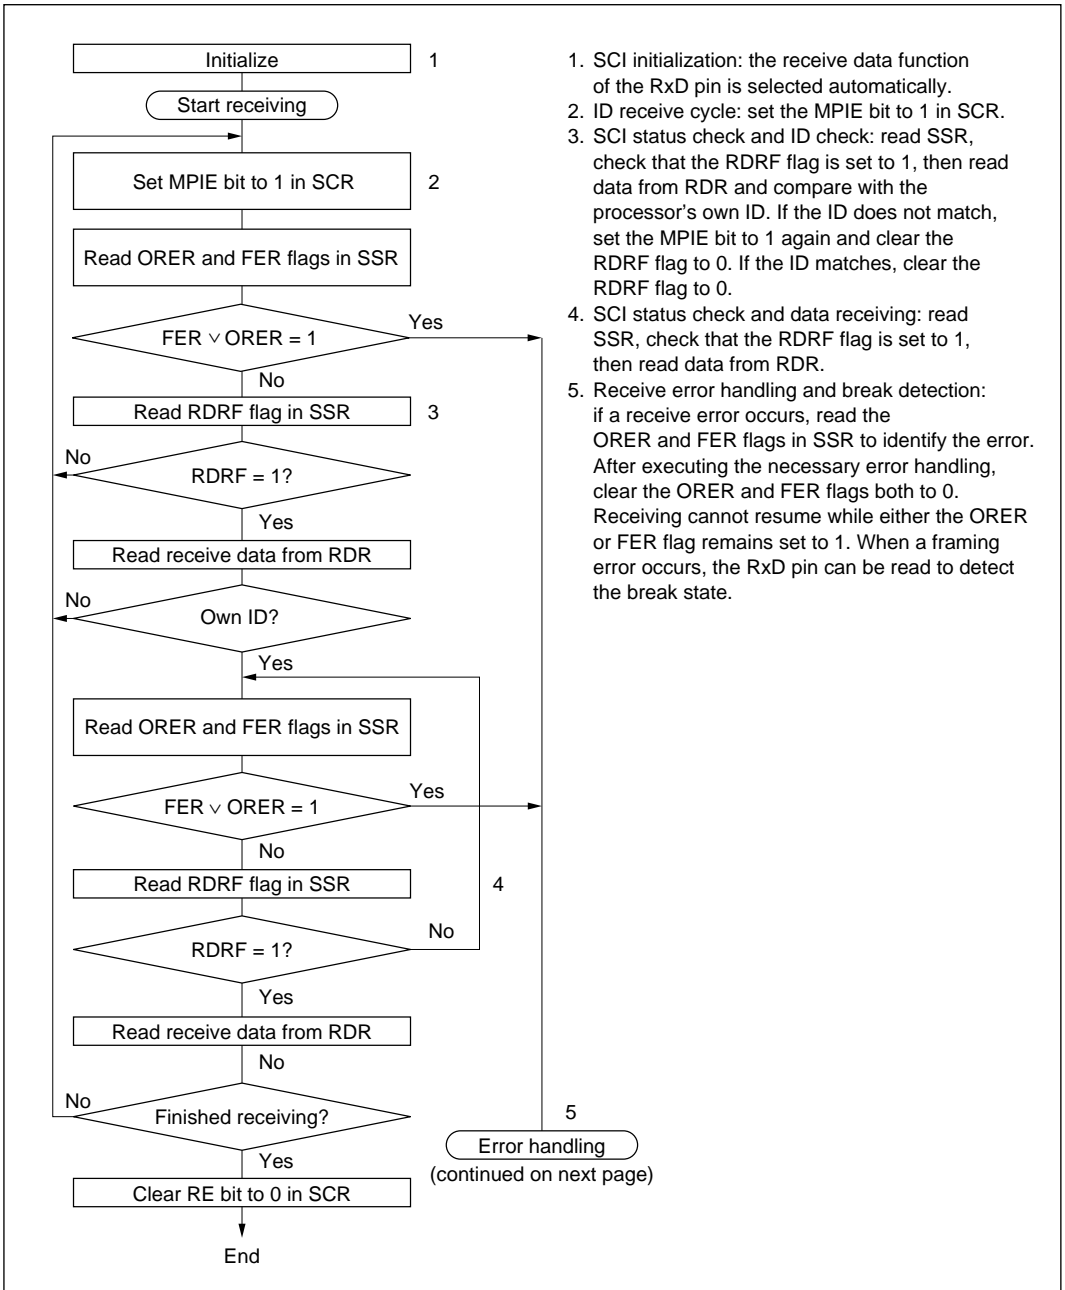 Initialize
1
Start receiving
Set MPIE bit to 1 in SCR
2
Read ORER and FER flags in SSR
FER ∨ ORER = 1
Yes
No
Read RDRF flag in SSR
3
No
RDRF = 1?
Yes
Read receive data from RDR
No
Own ID?
Yes
Read ORER and FER flags in SSR
FER ∨ ORER = 1
Yes
No
Read RDRF flag in SSR
4
No
RDRF = 1?
Yes
Read receive data from RDR
No
No
Finished receiving?
Yes
Clear RE bit to 0 in SCR
End
5
Error handling
(continued on next page)
1. SCI initialization: the receive data function
of the RxD pin is selected automatically.
2. ID receive cycle: set the MPIE bit to 1 in SCR.
3. SCI status check and ID check: read SSR,
check that the RDRF flag is set to 1, then read
data from RDR and compare with the
processor's own ID. If the ID does not match,
set the MPIE bit to 1 again and clear the
RDRF flag to 0. If the ID matches, clear the
RDRF flag to 0.
4. SCI status check and data receiving: read
SSR, check that the RDRF flag is set to 1,
then read data from RDR.
5. Receive error handling and break detection:
if a receive error occurs, read the
ORER and FER flags in SSR to identify the error.
After executing the necessary error handling,
clear the ORER and FER flags both to 0.
Receiving cannot resume while either the ORER
or FER flag remains set to 1. When a framing
error occurs, the RxD pin can be read to detect
the break state.